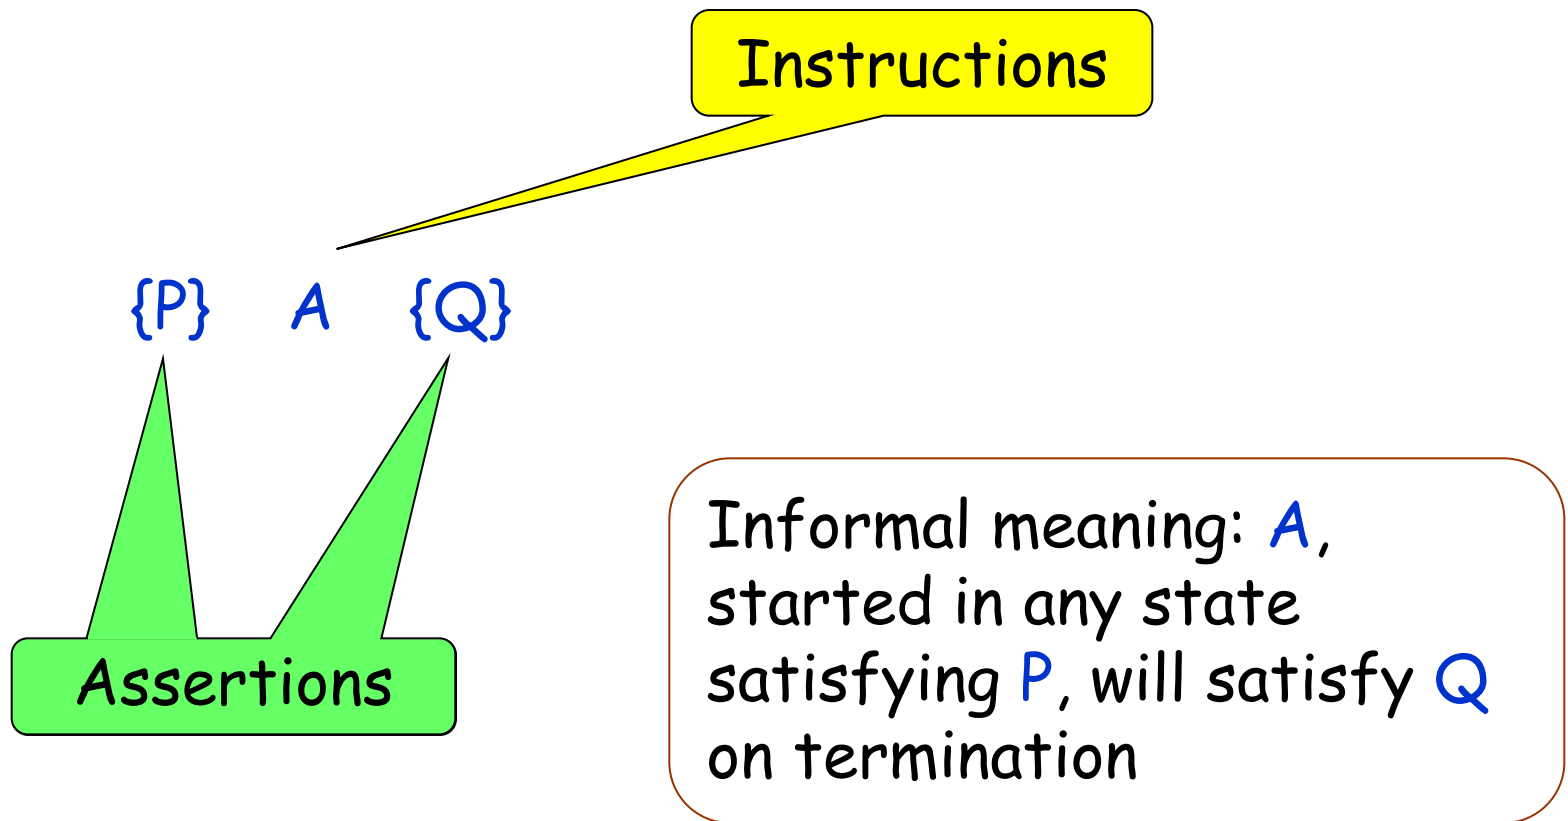 Instructions
{P} A {Q}
Assertions
Informal meaning: A,
started in any state
satisfying P, will satisfy Q
on termination